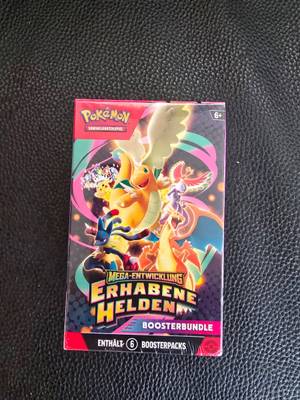 POKÉMON
SAMMELKARTENSPIEL
6+
MEGA-ENTWICKLUNG
ERHABENE
HELDEN
BOOSTERBUNDLE
ENTHÄLT 6 BOOSTERPACKS